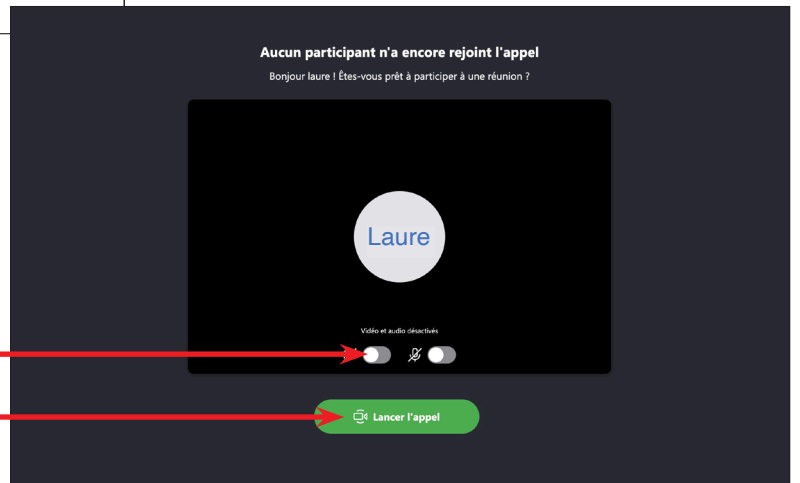 Aucun participant n'a encore rejoint l'appel
Bonjour laure ! Êtes-vous prêt à participer à une réunion ?
Laure
Vidéo et audio désactivés
Lancer l'appel